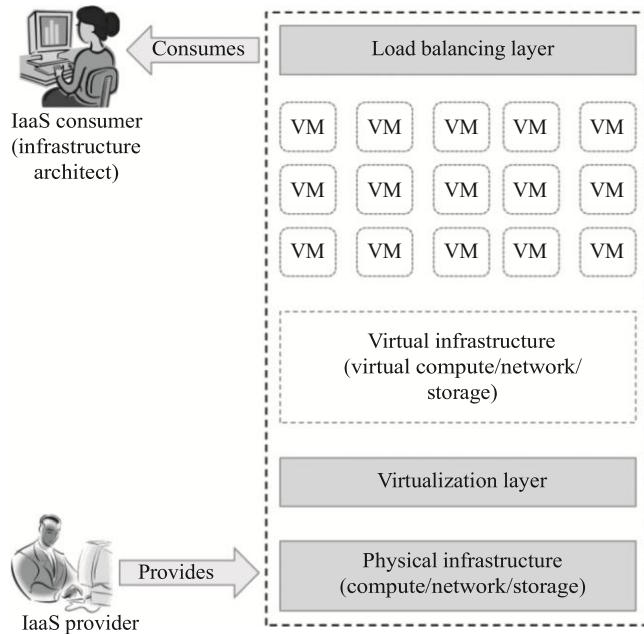 Consumes
Load balancing layer
IaaS consumer
(infrastructure
architect)
VM VM VM VM VM
VM VM VM VM VM
VM VM VM VM VM
Virtual infrastructure
(virtual compute/network/
storage)
Virtualization layer
Provides
Physical infrastructure
(compute/network/storage)
IaaS provider